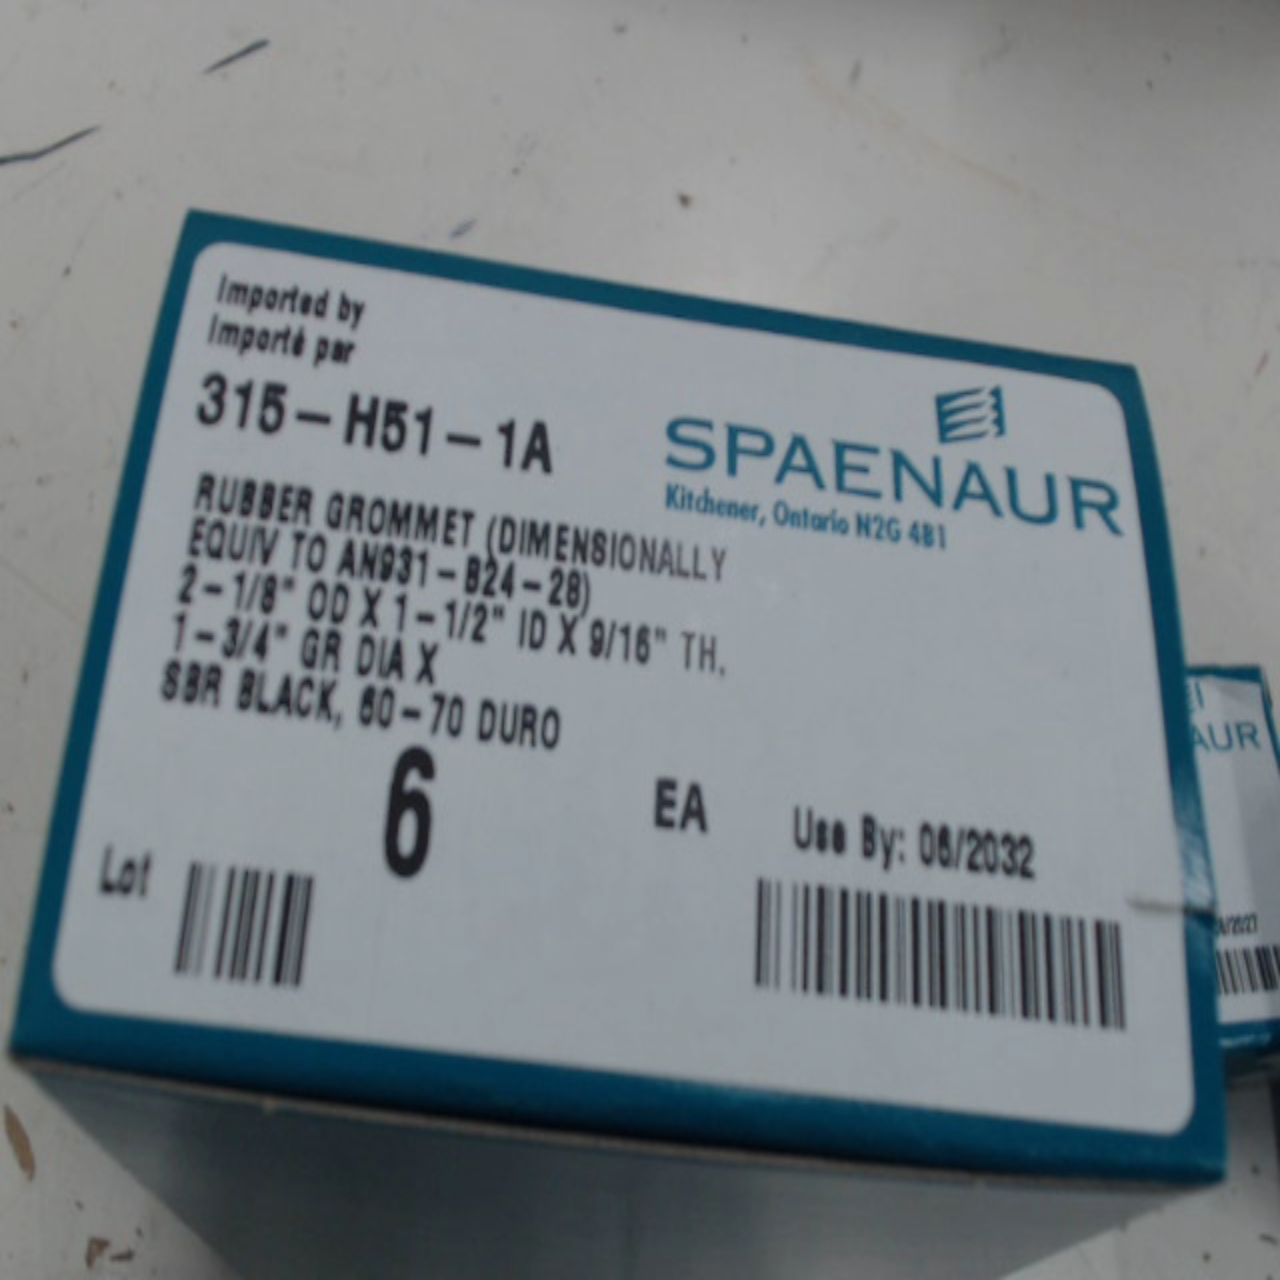 Imported by
Importé par
315-H51-1A
SPAENAUR
Kitchener, Ontario N2G 4B1
RUBBER GROMMET (DIMENSIONALLY
EQUIV TO AN931-B24-28)
2-1/8" OD X 1-1/2" ID X 9/16" TH.
1-3/4" GR DIA X
SBR BLACK, 60-70 DURO
6 EA
Use By: 06/2032
Lot
AUR
/2027